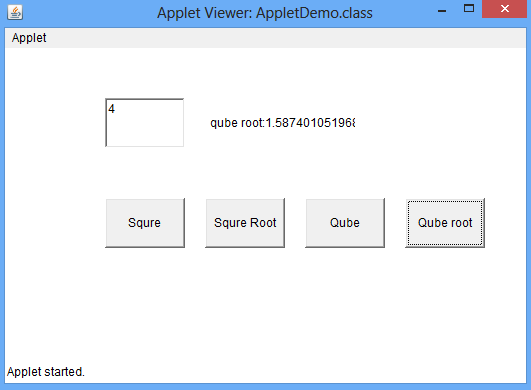 Applet Viewer: AppletDemo.class
Applet
4
qube root:1.587401051968
Squre
Squre Root
Qube
Qube root
Applet started.